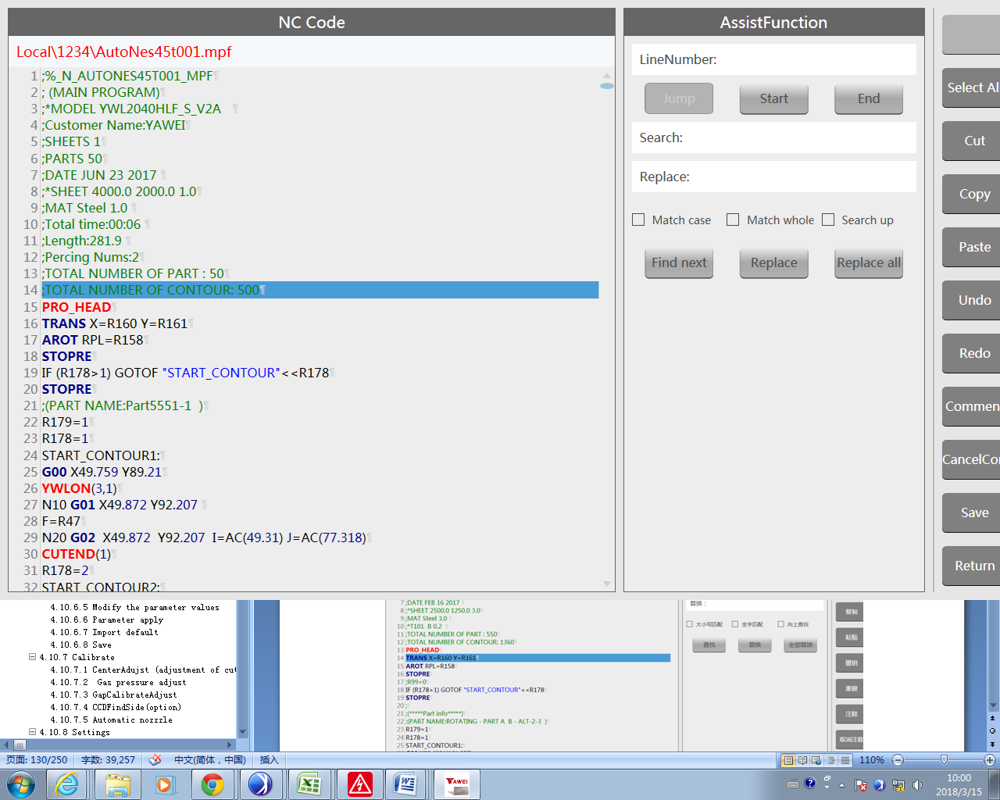 NC Code
Local\1234\AutoNes45t001.mpf
1 ;%_N_AUTONES45T001_MPF¶
2 ; (MAIN PROGRAM)¶
3 ;*MODEL YWL2040HLF_S_V2A ¶
4 ;Customer Name:YAWEI¶
5 ;SHEETS 1¶
6 ;PARTS 50¶
7 ;DATE JUN 23 2017 ¶
8 ;*SHEET 4000.0 2000.0 1.0¶
9 ;MAT Steel 1.0 ¶
10 ;Total time:00:06 ¶
11 ;Length:281.9 ¶
12 ;Percing Nums:2¶
13 ;TOTAL NUMBER OF PART : 50¶
14 ;TOTAL NUMBER OF CONTOUR: 500¶
15 PRO_HEAD¶
16 TRANS X=R160 Y=R161¶
17 AROT RPL=R158¶
18 STOPRE¶
19 IF (R178>1) GOTOF "START_CONTOUR"<<R178¶
20 STOPRE¶
21 ;(PART NAME:Part5551-1 )¶
22 R179=1¶
23 R178=1¶
24 START_CONTOUR1:¶
25 G00 X49.759 Y89.21¶
26 YWLON(3,1)¶
27 N10 G01 X49.872 Y92.207 ¶
28 F=R47¶
29 N20 G02 X49.872 Y92.207 I=AC(49.31) J=AC(77.318)¶
30 CUTEND(1)¶
31 R178=2¶
32 START_CONTOUR2:¶
AssistFunction
LineNumber:
Jump Start End
Search:
Replace:
Match case Match whole Search up
Find next Replace Replace all
Select Al
Cut
Copy
Paste
Undo
Redo
Commen
CancelCo
Save
Return
4.10.6.5 Modify the parameter values
4.10.6.6 Parameter apply
4.10.6.7 Import default
4.10.6.8 Save
4.10.7 Calibrate
4.10.7.1 CenterAdujst (adjustment of cut
4.10.7.2 Gas pressure adjust
4.10.7.3 GapCalibrateAdjust
4.10.7.4 CCDFindSide(option)
4.10.7.5 Automatic nozzzle
4.10.8 Settings
7 ;DATE FEB 16 2017
8 ;*SHEET 2500.0 1250.0 3.0
9 ;MAT Steel 3.0
10 ;*T101 B 0.2
11 ;TOTAL NUMBER OF PART : 550
12 ;TOTAL NUMBER OF CONTOUR: 1360
13 PRO_HEAD
14 TRANS X=R160 Y=R161
15 AROT RPL=R158
16 STOPRE
17 ;R99=0
18 IF (R178>1) GOTOF "START_CONTOUR"<<R178
19 STOPRE
20 ;
21 ;(*****Part info*****)
22 ;(PART NAME:ROTATING - PART A B - ALT-2-3 )
23 R179=1
24 R178=1
25 START_CONTOUR1:
替换：
大小写匹配 全字匹配 向上查找
查找 替换 全部替换
复制
粘贴
撤销
重做
注释
取消注释
页面: 130/250 字数: 39,257 中文(简体，中国) 插入
110%
YAWEI
10:00
2018/3/15